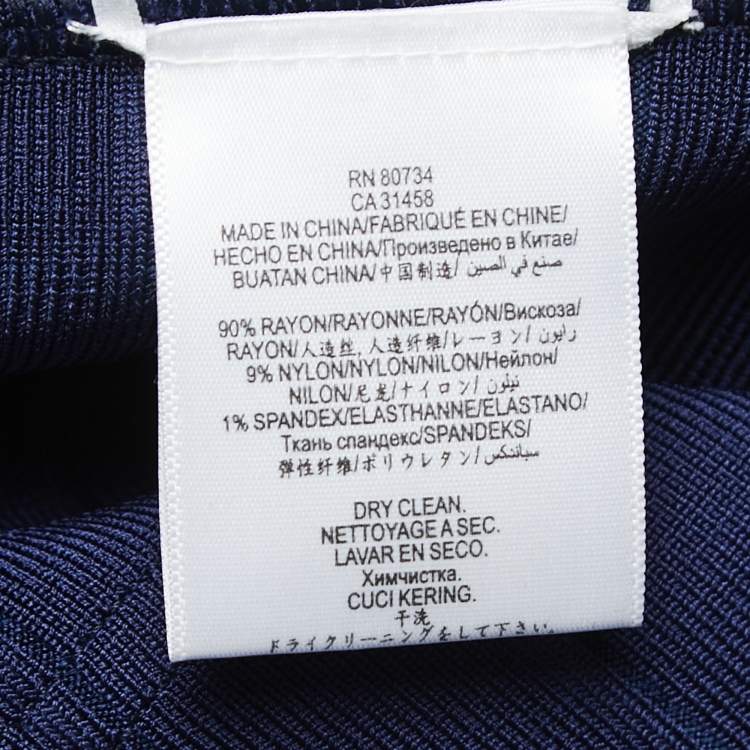 RN 80734
CA 31458
MADE IN CHINA/FABRIQUÉ EN CHINE/
HECHO EN CHINA/Произведено в Китае/
BUATAN CHINA/中国制造/صنع في الصين
90% RAYON/RAYONNE/RAYÓN/Вискоза/
RAYON/人造丝, 人造纤维/レーヨン/رايون
9% NYLON/NYLON/NILON/Нейлон/
NILON/尼龙/ナイロン/نيلون
1% SPANDEX/ELASTHANNE/ELASTANO/
Ткань спандекс/SPANDEKS/
弹性纤维/ポリウレタン/سباندكس
DRY CLEAN.
NETTOYAGE A SEC.
LAVAR EN SECO.
Химчистка.
CUCI KERING.
干洗
ドライクリーニングをして下さい。